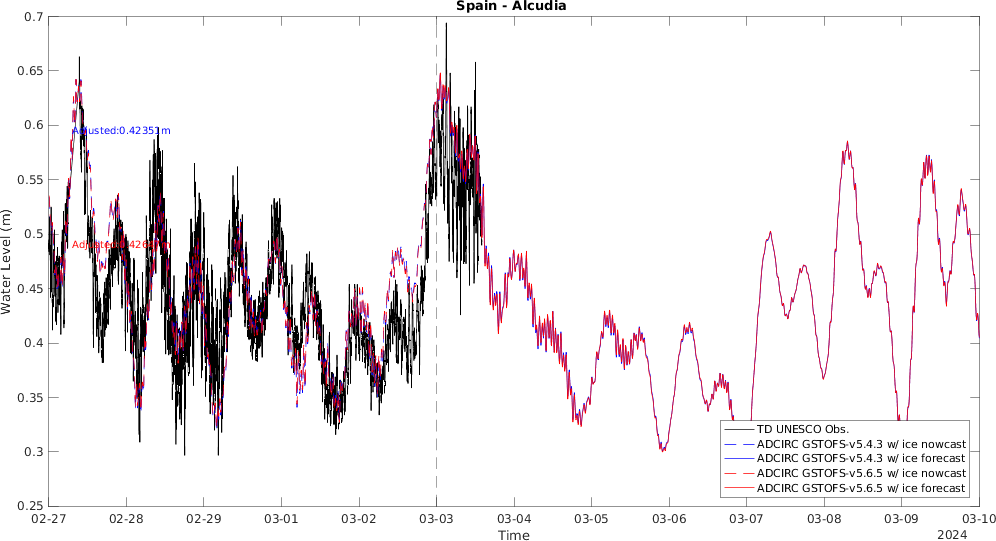 Spain - Alcudia
0.7
0.65
0.6
0.55
0.5
0.45
0.4
0.35
0.3
0.25
Water Level (m)
Adjusted:0.42351m
TD UNESCO Obs.
ADCIRC GSTOFS-v5.4.3 w/ ice nowcast
ADCIRC GSTOFS-v5.4.3 w/ ice forecast
ADCIRC GSTOFS-v5.6.5 w/ ice nowcast
ADCIRC GSTOFS-v5.6.5 w/ ice forecast
02-27 02-28 02-29 03-01 03-02 03-03 03-04 03-05 03-06 03-07 03-08 03-09 03-10
Time
2024